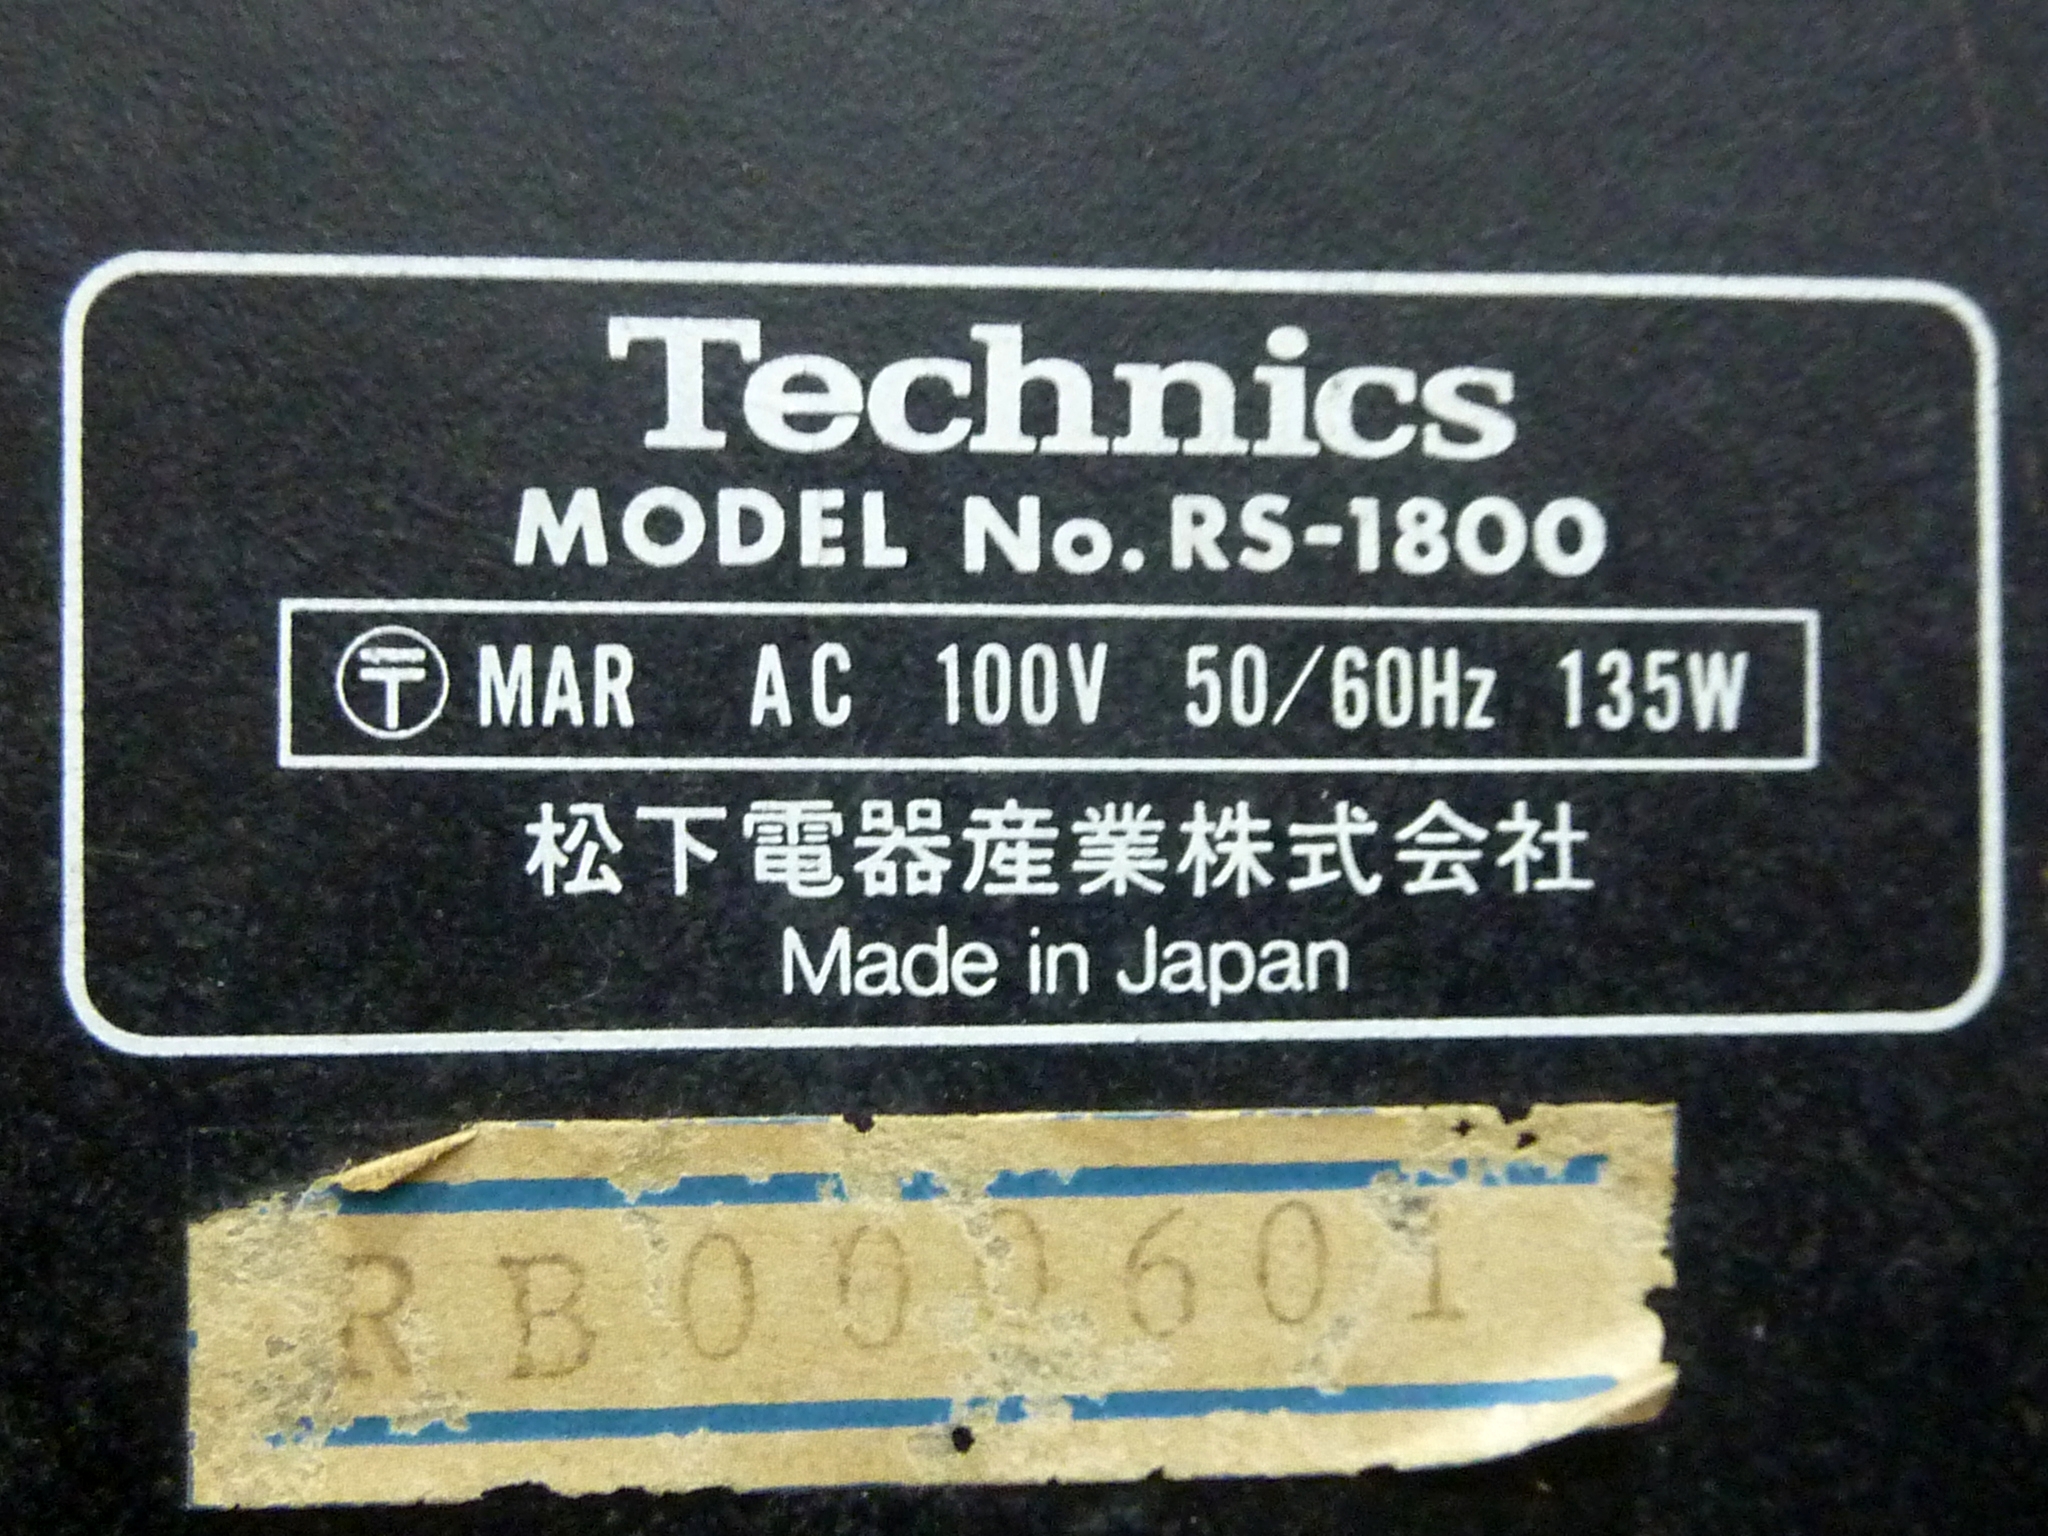 Technics
MODEL No. RS-1800
〶 MAR AC 100V 50/60Hz 135W
松下電器産業株式会社
Made in Japan
RB000601